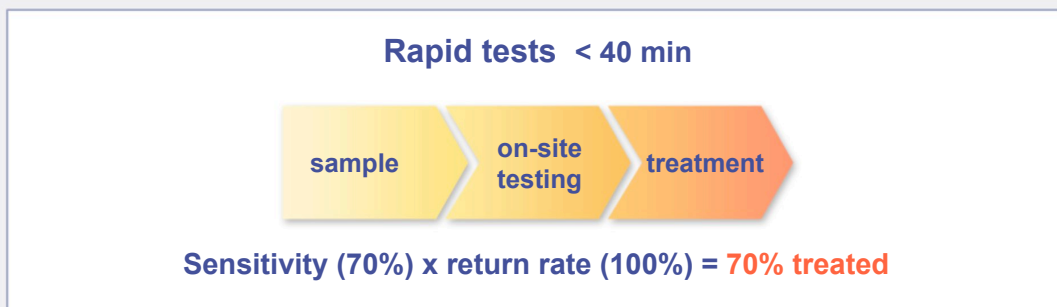 Rapid tests < 40 min
sample
on-site
testing
treatment
Sensitivity (70%) x return rate (100%) = 70% treated